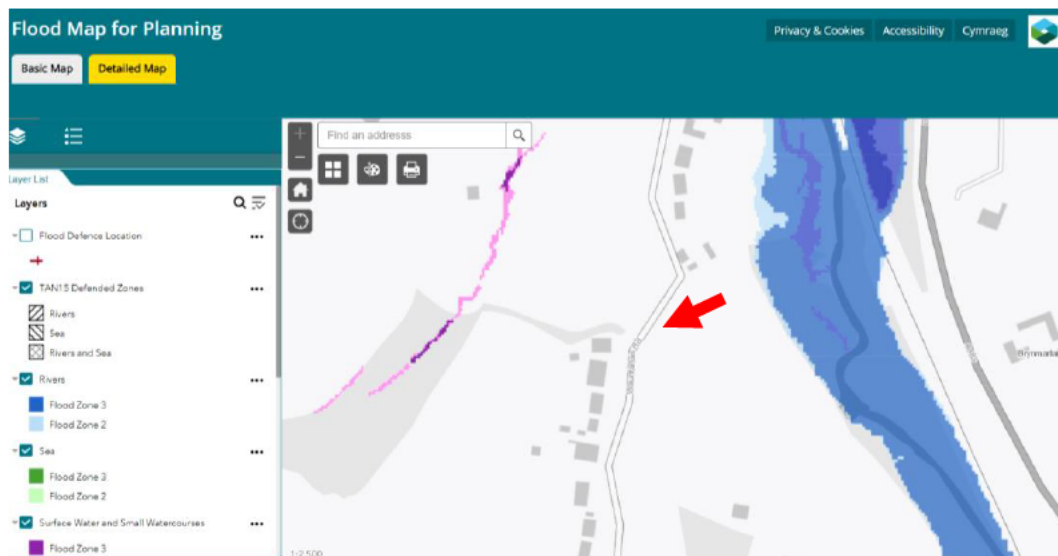 Flood Map for Planning
Privacy & Cookies Accessibility Cymraeg
Basic Map Detailed Map
Find an addresss
Layer List
Layers
Flood Defence Location
TAN15 Defended Zones
Rivers
Sea
Rivers and Sea
Rivers
Flood Zone 3
Flood Zone 2
Sea
Flood Zone 3
Flood Zone 2
Surface Water and Small Watercourses
Flood Zone 3
1:2,500